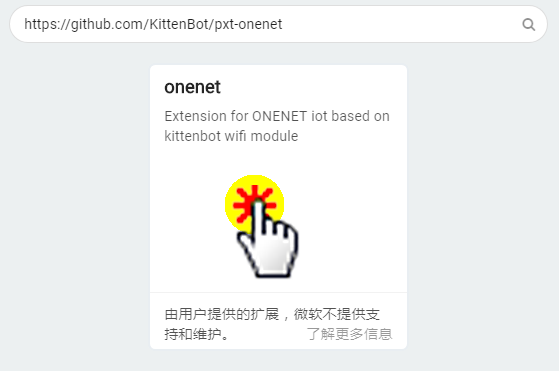 https://github.com/KittenBot/pxt-onenet
onenet
Extension for ONENET iot based on
kittenbot wifi module
由用户提供的扩展，微软不提供支
持和维护。 了解更多信息